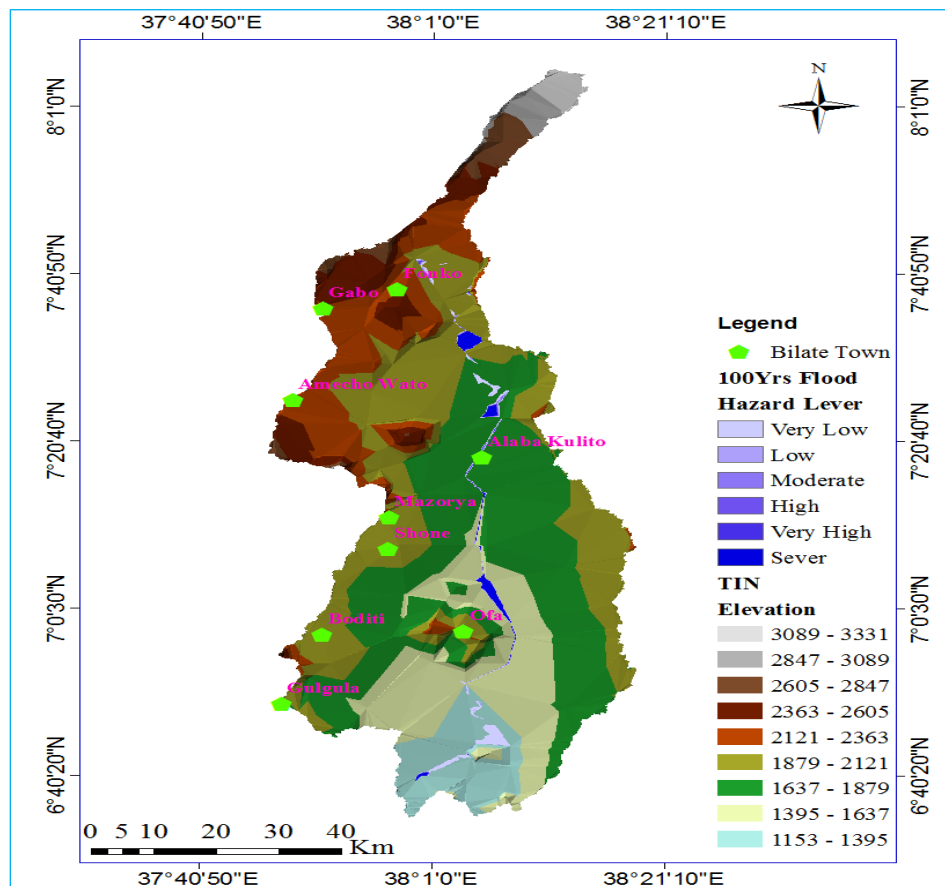 37°40'50"E 38°1'0"E 38°21'10"E
N
8°1'0"N 8°1'0"N
7°40'50"N 7°40'50"N
Fonko
Gabo
Legend
Bilate Town
100Yrs Flood
Hazard Lever
Amecho Wato
Very Low
7°20'40"N 7°20'40"N
Alaba Kulito
Low
Moderate
Mazorya
High
Shone
Very High
Sever
TIN
7°0'30"N 7°0'30"N
Elevation
Ofa
Boditi
3089 - 3331
2847 - 3089
2605 - 2847
Gulgula
2363 - 2605
2121 - 2363
1879 - 2121
6°40'20"N 6°40'20"N
1637 - 1879
1395 - 1637
1153 - 1395
0 5 10 20 30 40
Km
37°40'50"E 38°1'0"E 38°21'10"E